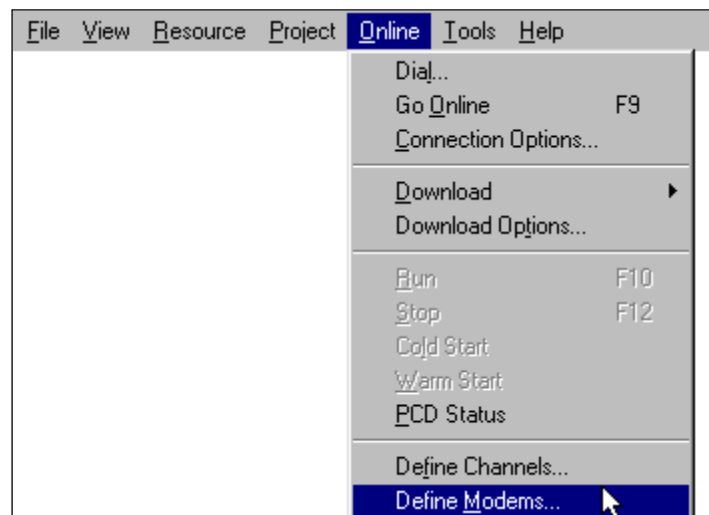 File View Resource Project Online Tools Help
Dial...
Go Online F9
Connection Options...
Download
Download Options...
Run F10
Stop F12
Cold Start
Warm Start
PCD Status
Define Channels...
Define Modems...